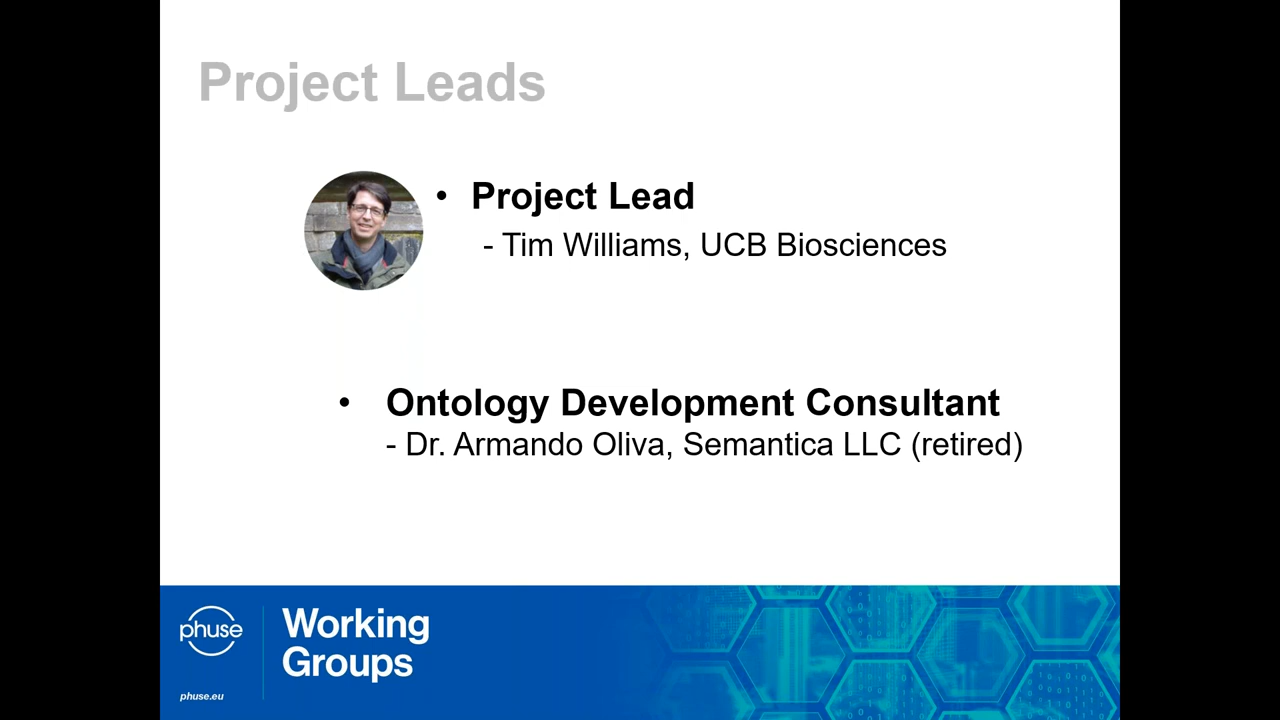 Project Leads
• Project Lead
- Tim Williams, UCB Biosciences
• Ontology Development Consultant
- Dr. Armando Oliva, Semantica LLC (retired)
phuse
Working
Groups
phuse.eu